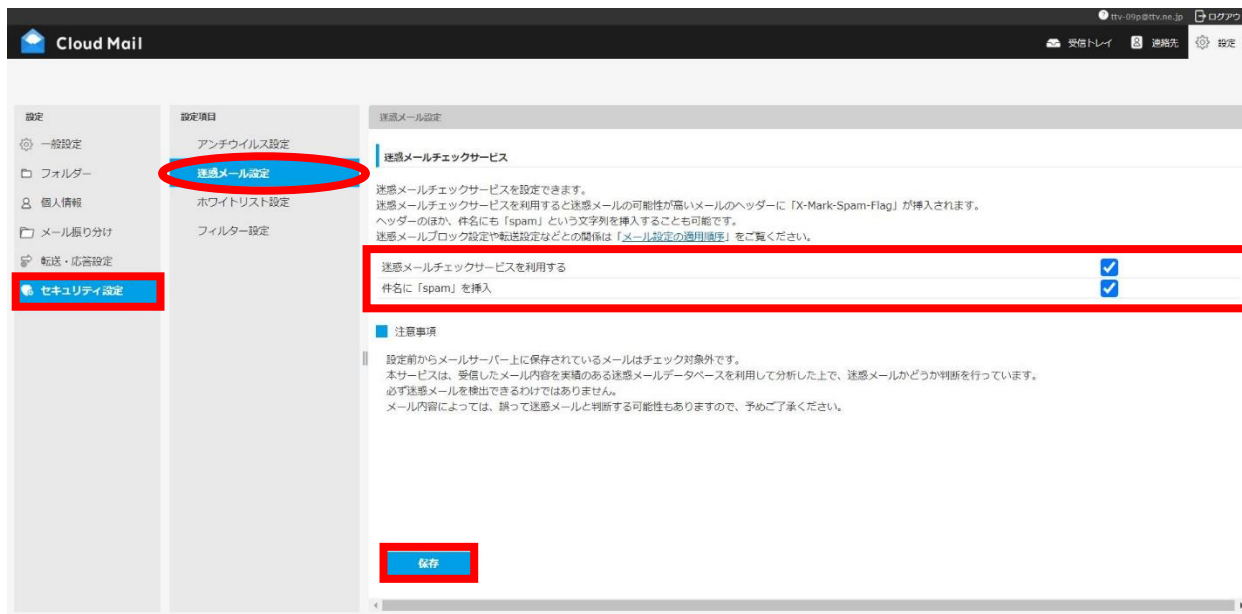 ttv-09p@ttv.ne.jp ログアウ
Cloud Mail
受信トレイ 連絡先 設定
設定
一般設定
フォルダー
個人情報
メール振り分け
転送・応答設定
セキュリティ設定
設定項目
アンチウイルス設定
迷惑メール設定
ホワイトリスト設定
フィルター設定
迷惑メール設定
迷惑メールチェックサービス
迷惑メールチェックサービスを設定できます。
迷惑メールチェックサービスを利用すると迷惑メールの可能性が高いメールのヘッダーに「X-Mark-Spam-Flag」が挿入されます。
ヘッダーのほか、件名にも「spam」という文字列を挿入することも可能です。
迷惑メールブロック設定や転送設定などとの関係は「メール設定の適用順序」をご覧ください。
迷惑メールチェックサービスを利用する
件名に「spam」を挿入
注意事項
設定前からメールサーバー上に保存されているメールはチェック対象外です。
本サービスは、受信したメール内容を実績のある迷惑メールデータベースを利用して分析した上で、迷惑メールかどうか判断を行っています。
必ず迷惑メールを検出できるわけではありません。
メール内容によっては、誤って迷惑メールと判断する可能性もありますので、予めご了承ください。
保存